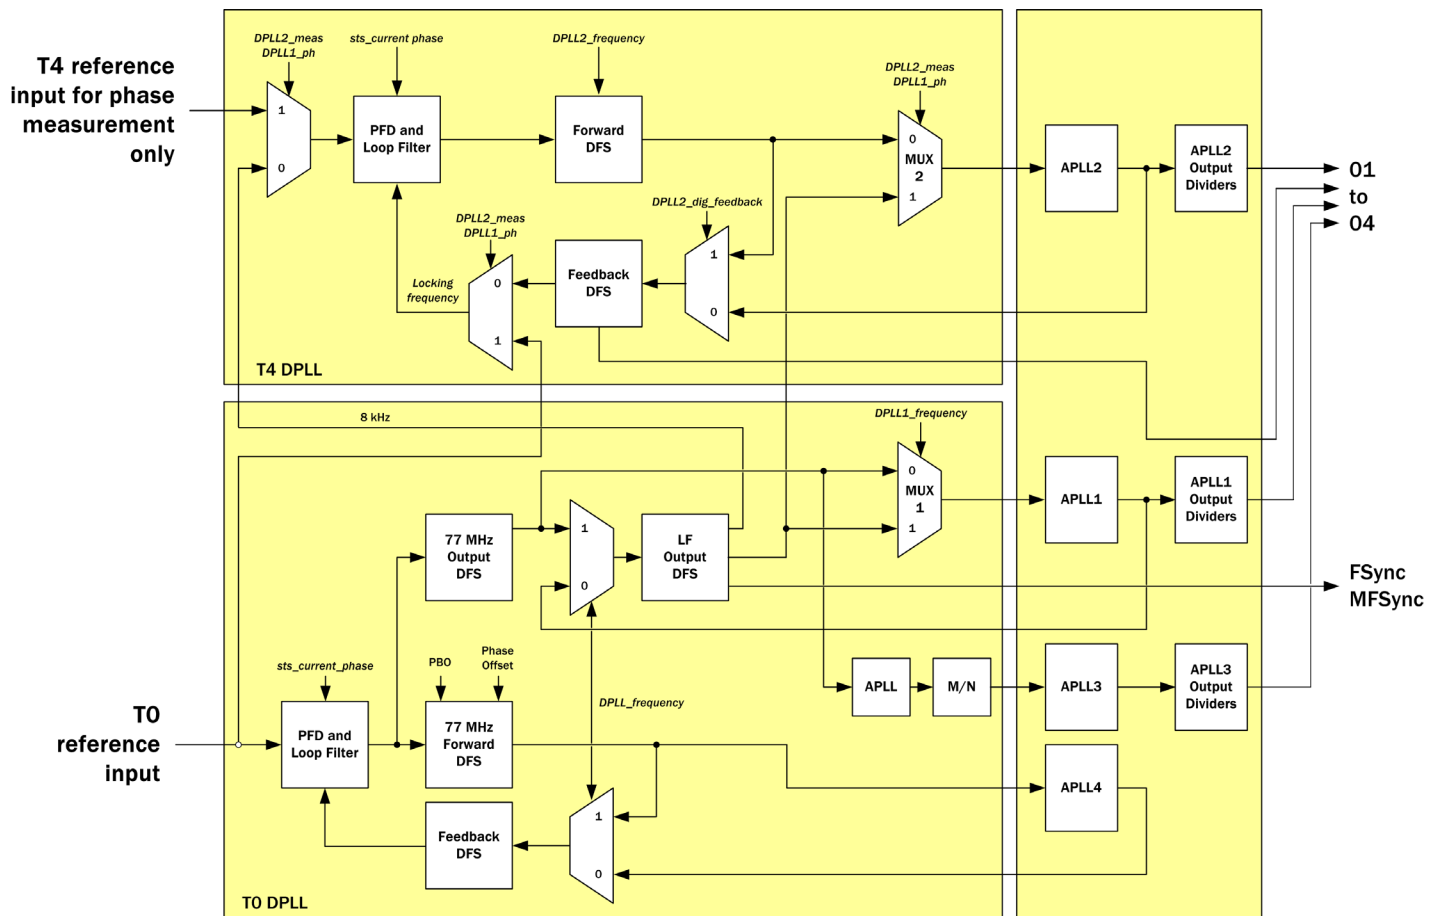 T4 reference
input for phase
measurement
only
DPLL2_meas
DPLL1_ph
1
0
sts_current phase
PFD and
Loop Filter
DPLL2_frequency
Forward
DFS
DPLL2_meas
DPLL1_ph
0
MUX
2
1
APLL2
APLL2
Output
Dividers
O1
to
O4
DPLL2_dig_feedback
1
0
Feedback
DFS
DPLL2_meas
DPLL1_ph
0
1
Locking
frequency
T4 DPLL
8 kHz
DPLL1_frequency
0
MUX
1
1
APLL1
APLL1
Output
Dividers
77 MHz
Output
DFS
1
0
LF
Output
DFS
FSync
MFSync
T0
reference
input
sts_current_phase
PFD and
Loop Filter
PBO
Phase
Offset
77 MHz
Forward
DFS
DPLL_frequency
APLL
M/N
APLL3
APLL3
Output
Dividers
APLL4
1
0
Feedback
DFS
T0 DPLL